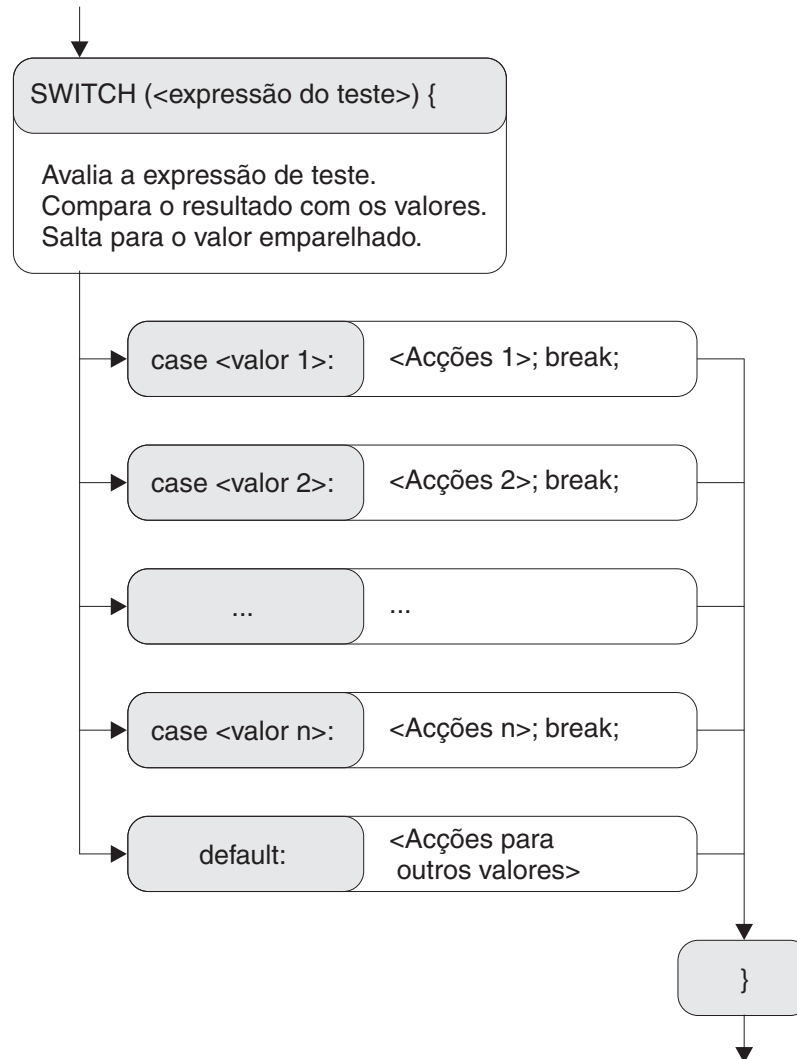 SWITCH (<expressão do teste>) {
Avalia a expressão de teste.
Compara o resultado com os valores.
Salta para o valor emparelhado.
case <valor 1>: <Acções 1>; break;
case <valor 2>: <Acções 2>; break;
... ...
case <valor n>: <Acções n>; break;
default: <Acções para
outros valores>
}